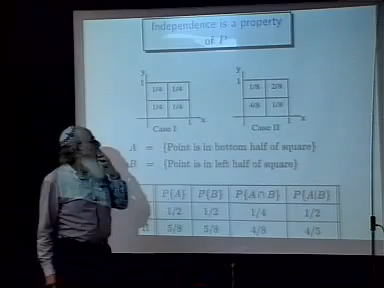 Independence is a property
of P
y
1
1/4 1/4
1/4 1/4
1 x
Case I
y
1
1/8 2/8
4/8 1/8
1 x
Case II
A = {Point is in bottom half of square}
B = {Point is in left half of square}
P{A} P{B} P{A ∩ B} P{A|B}
1/2 1/2 1/4 1/2
II 5/8 5/8 4/8 4/5